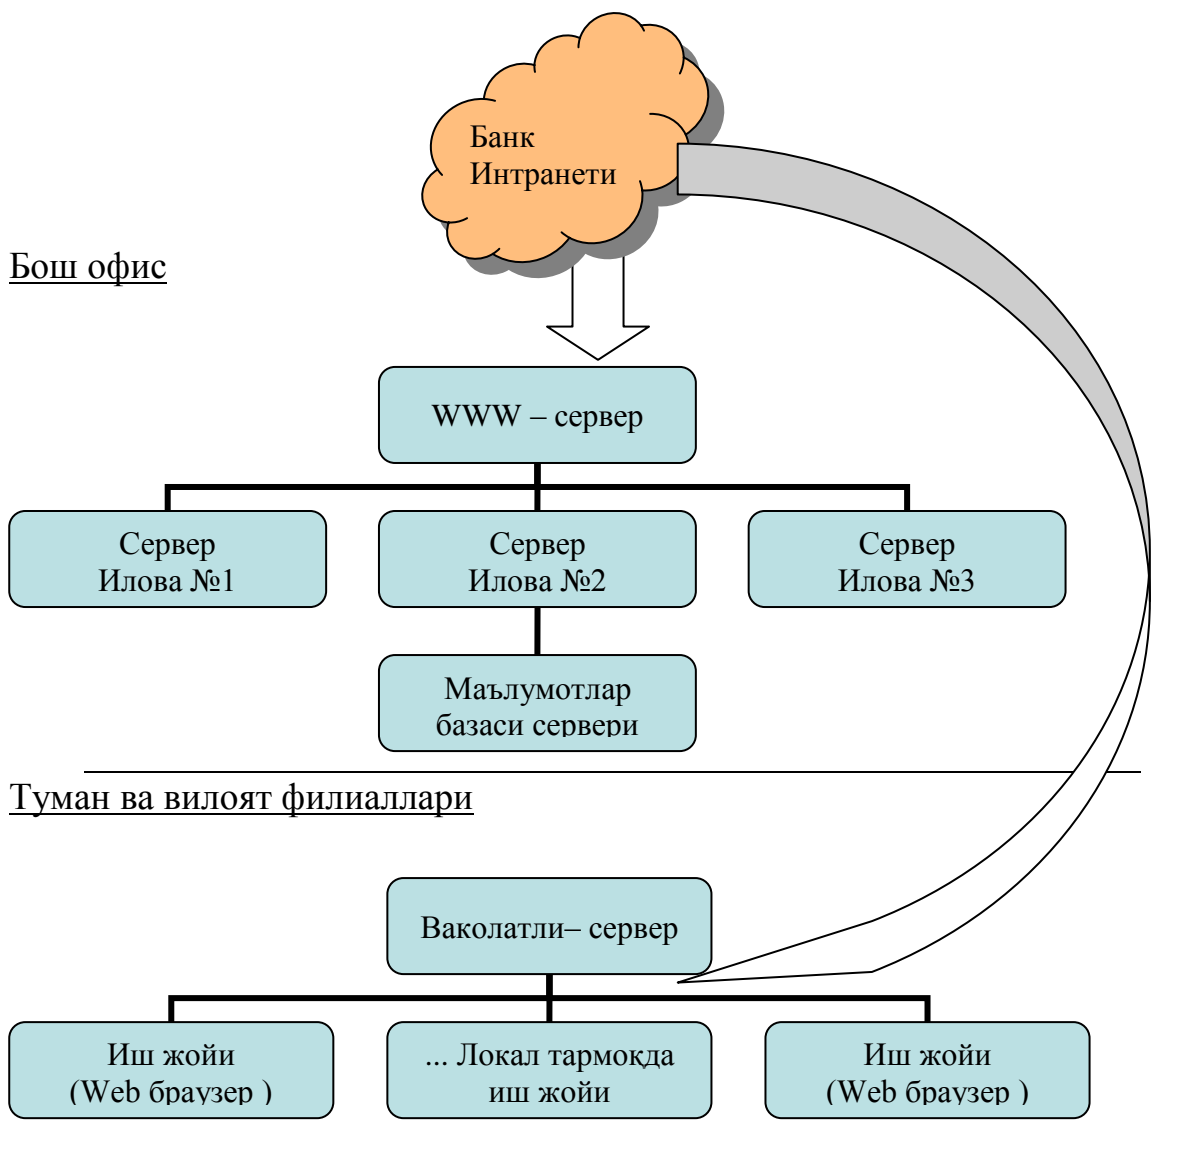 Банк
Интранети
Бош офис
WWW – сервер
Сервер
Илова №1
Сервер
Илова №2
Сервер
Илова №3
Маълумотлар
базаси сервери
Туман ва вилоят филиаллари
Ваколатли– сервер
Иш жойи
(Web браузер )
... Локал тармоқда
иш жойи
Иш жойи
(Web браузер )